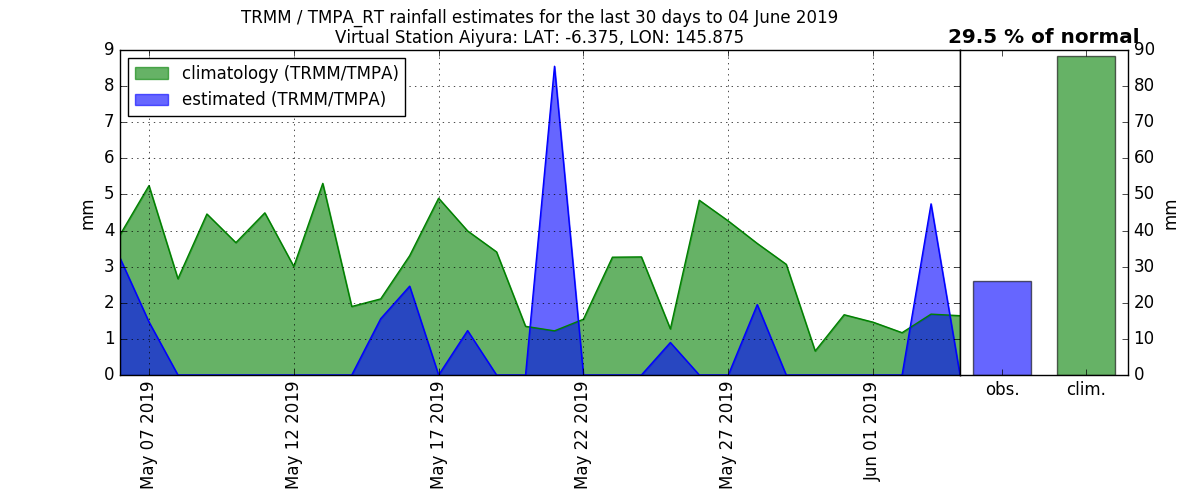 TRMM / TMPA_RT rainfall estimates for the last 30 days to 04 June 2019
Virtual Station Aiyura: LAT: -6.375, LON: 145.875
29.5 % of normal
climatology (TRMM/TMPA)
estimated (TRMM/TMPA)
mm
9
8
7
6
5
4
3
2
1
0
May 07 2019
May 12 2019
May 17 2019
May 22 2019
May 27 2019
Jun 01 2019
obs.
clim.
90
80
70
60
50
40
30
20
10
0
mm